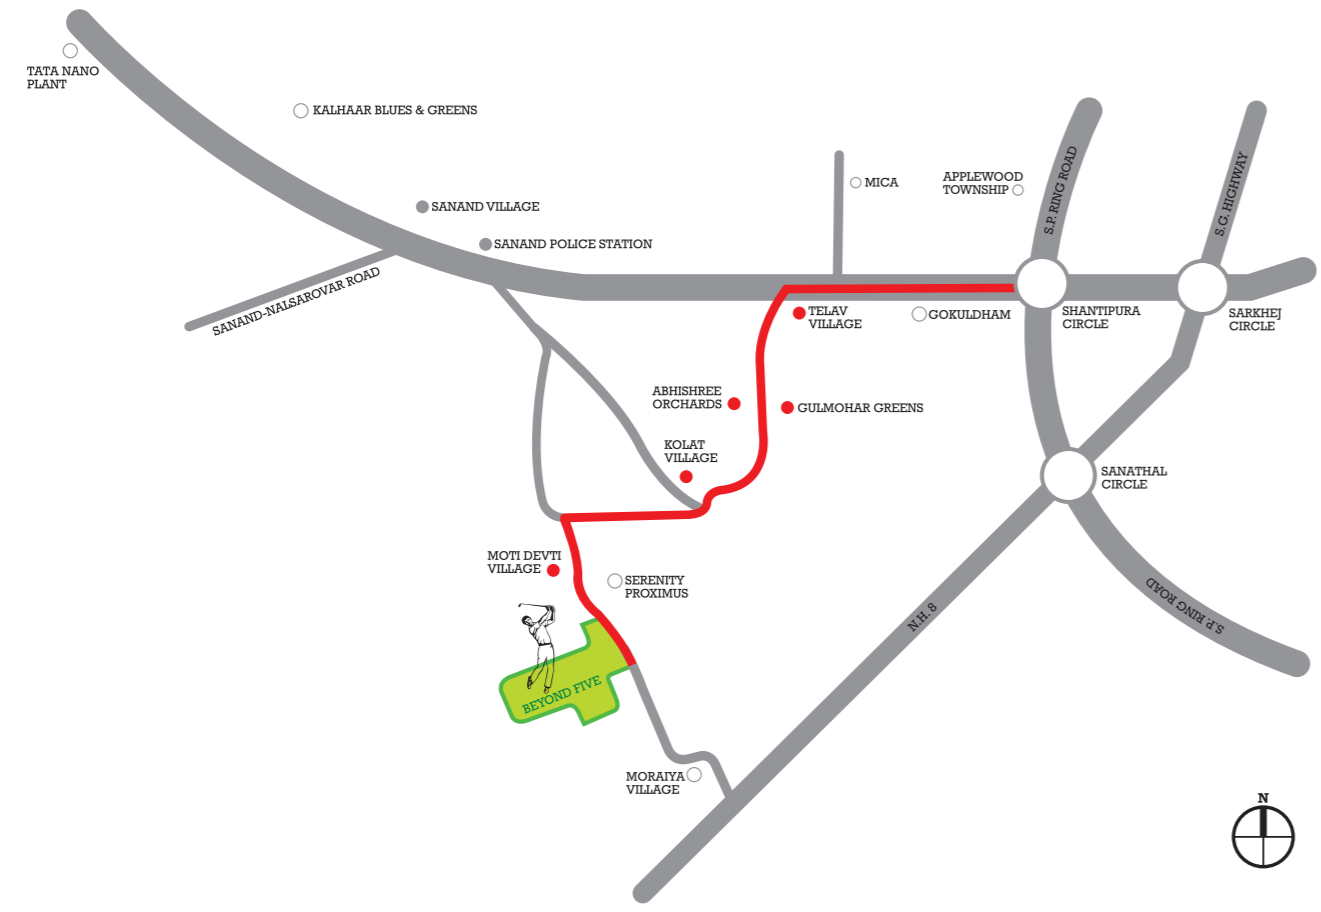 TATA NANO
PLANT
KALHAAR BLUES & GREENS
SANAND VILLAGE
SANAND POLICE STATION
SANAND-NALSAROVAR ROAD
MICA
APPLEWOOD
TOWNSHIP
S.P. RING ROAD
S.G. HIGHWAY
TELAV
VILLAGE
GOKULDHAM
SHANTIPURA
CIRCLE
SARKHEJ
CIRCLE
ABHISHREE
ORCHARDS
GULMOHAR GREENS
KOLAT
VILLAGE
SANATHAL
CIRCLE
MOTI DEVTI
VILLAGE
SERENITY
PROXIMUS
S.P. RING ROAD
N.H. 8
BEYOND FIVE
MORAIYA
VILLAGE
N